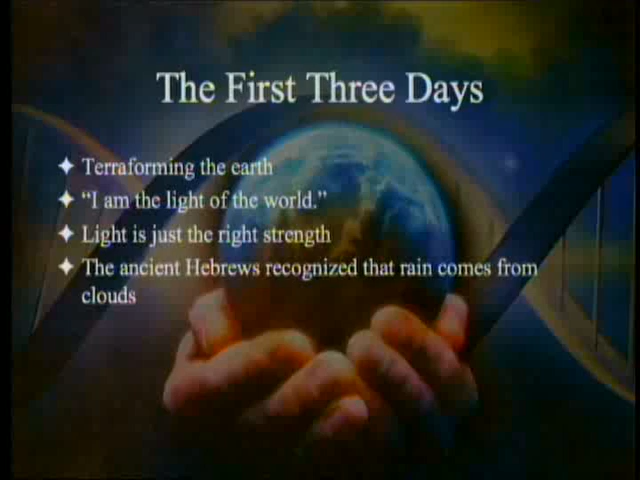 The First Three Days
Terraforming the earth
“I am the light of the world.”
Light is just the right strength
The ancient Hebrews recognized that rain comes from
clouds